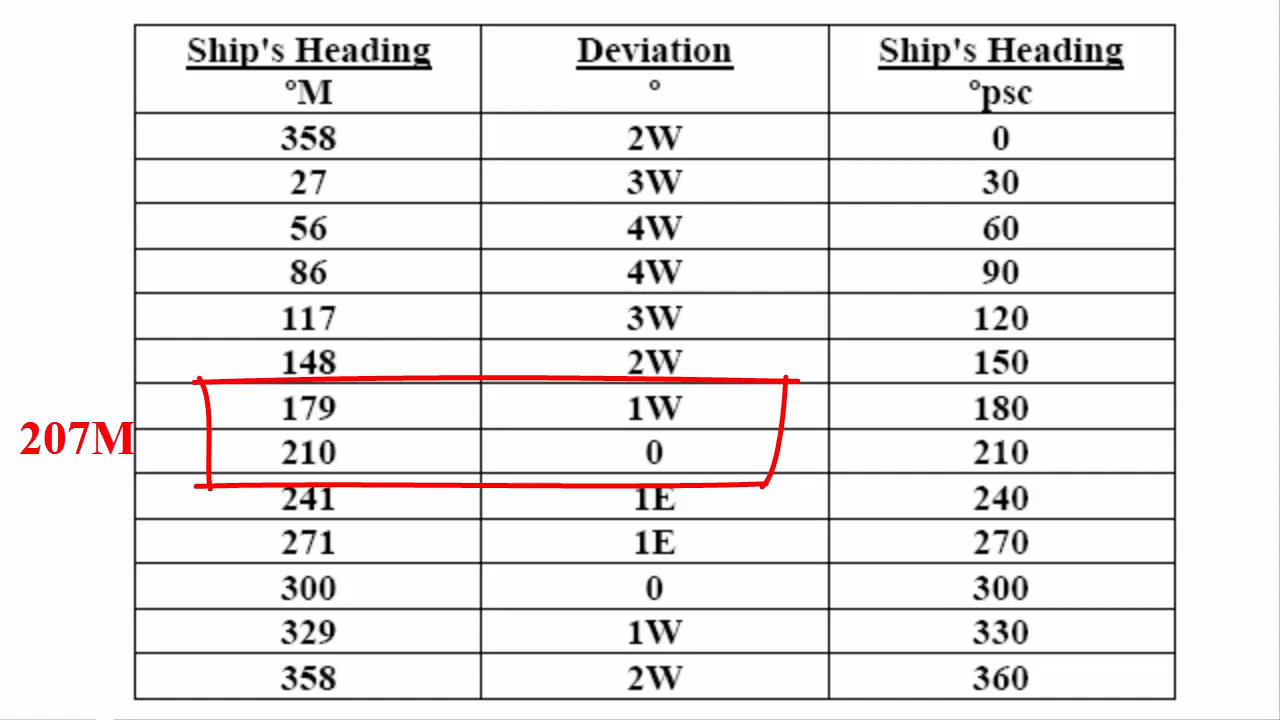 Ship's Heading Deviation Ship's Heading
°M ° °psc
358 2W 0
27 3W 30
56 4W 60
86 4W 90
117 3W 120
148 2W 150
179 1W 180
207M
210 0 210
241 1E 240
271 1E 270
300 0 300
329 1W 330
358 2W 360